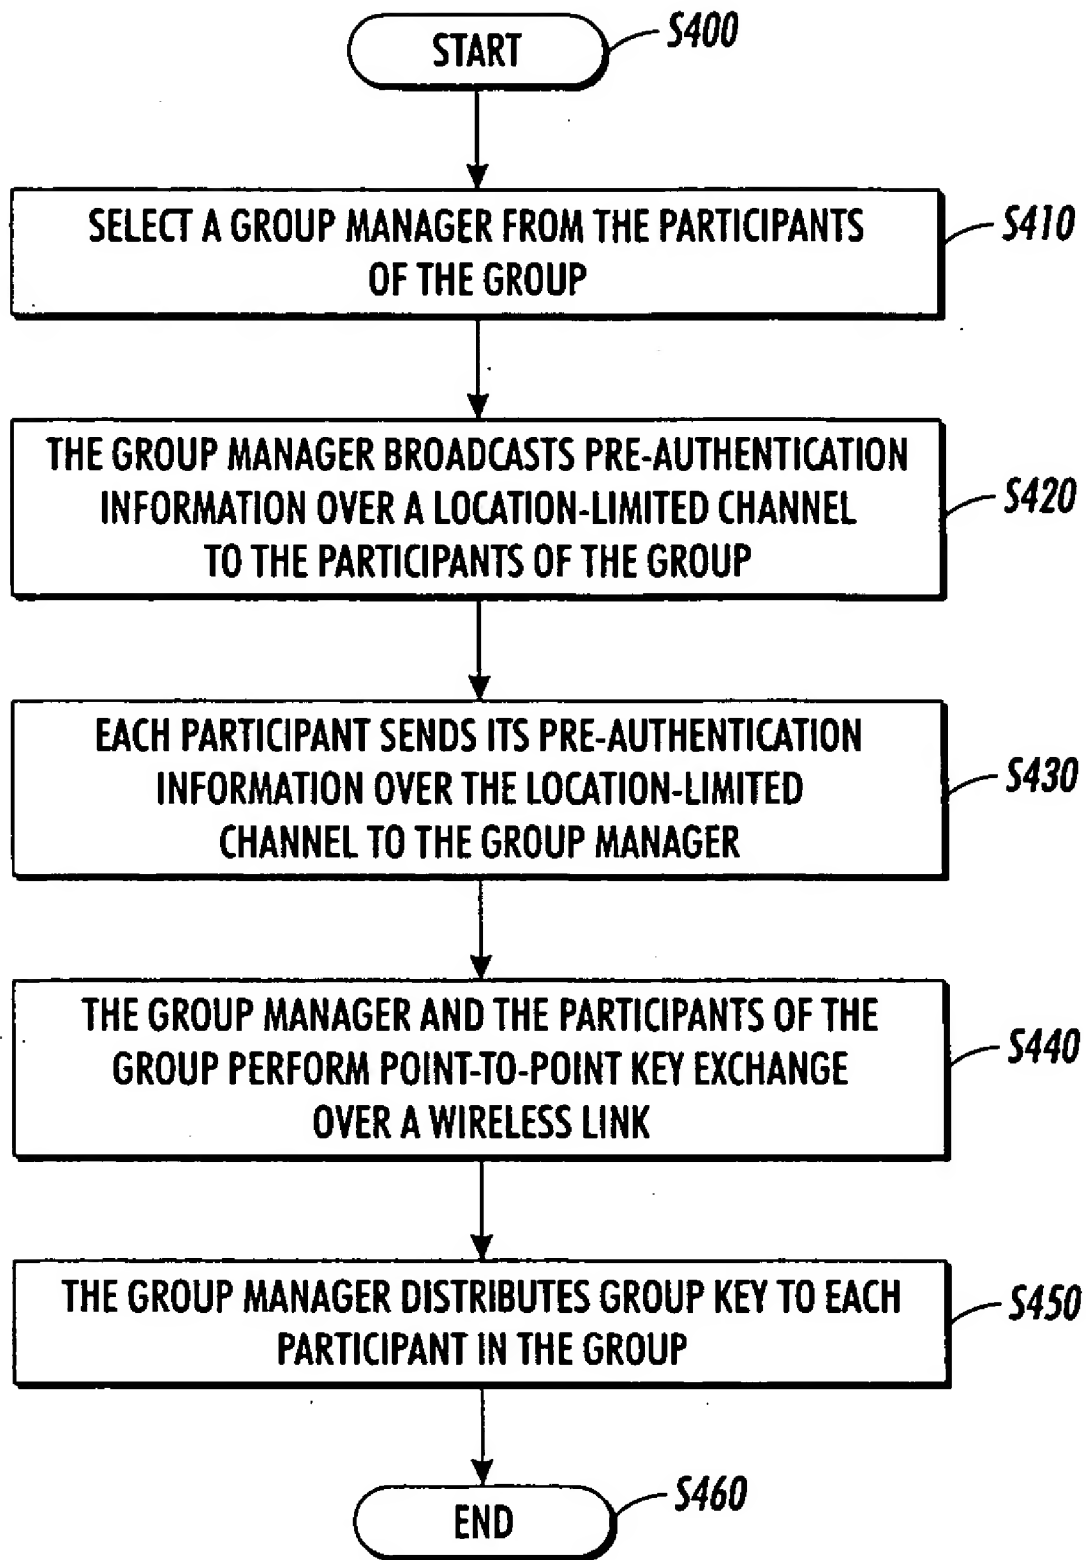 START
S400
SELECT A GROUP MANAGER FROM THE PARTICIPANTS
OF THE GROUP
S410
THE GROUP MANAGER BROADCASTS PRE-AUTHENTICATION
INFORMATION OVER A LOCATION-LIMITED CHANNEL
TO THE PARTICIPANTS OF THE GROUP
S420
EACH PARTICIPANT SENDS ITS PRE-AUTHENTICATION
INFORMATION OVER THE LOCATION-LIMITED
CHANNEL TO THE GROUP MANAGER
S430
THE GROUP MANAGER AND THE PARTICIPANTS OF THE
GROUP PERFORM POINT-TO-POINT KEY EXCHANGE
OVER A WIRELESS LINK
S440
THE GROUP MANAGER DISTRIBUTES GROUP KEY TO EACH
PARTICIPANT IN THE GROUP
S450
END
S460